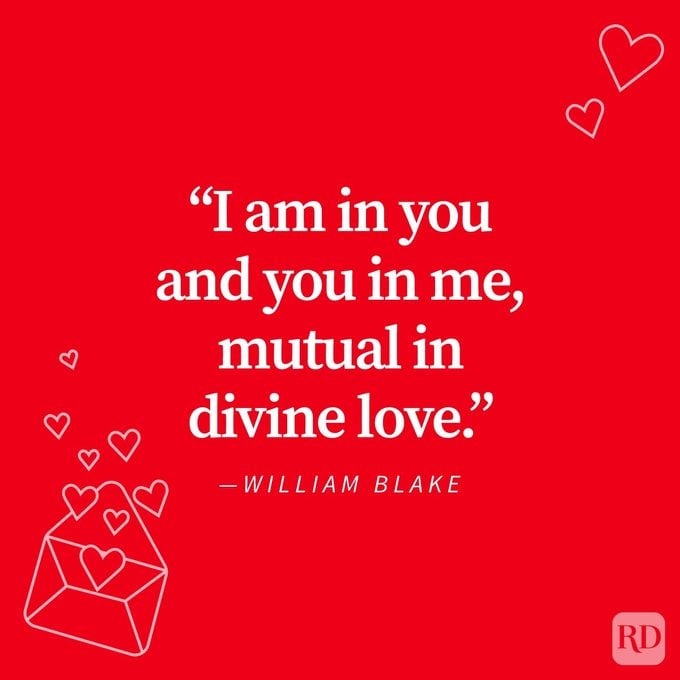 “I am in you
and you in me,
mutual in
divine love.”
—WILLIAM BLAKE
RD